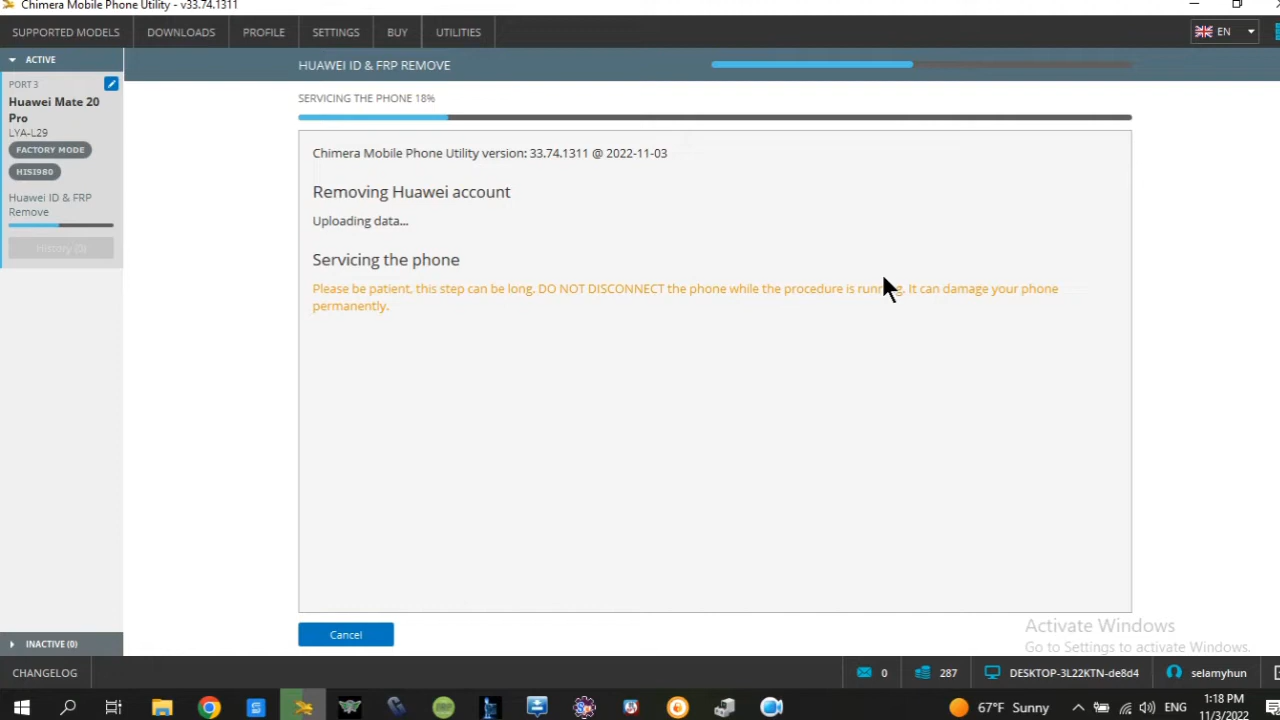 Chimera Mobile Phone Utility - v33.74.1311
SUPPORTED MODELS DOWNLOADS PROFILE SETTINGS BUY UTILITIES EN
ACTIVE
HUAWEI ID & FRP REMOVE
PORT 3
Huawei Mate 20
Pro
LYA-L29
FACTORY MODE
HISI980
Huawei ID & FRP
Remove
History (0)
SERVICING THE PHONE 18%
Chimera Mobile Phone Utility version: 33.74.1311 @ 2022-11-03
Removing Huawei account
Uploading data...
Servicing the phone
Please be patient, this step can be long. DO NOT DISCONNECT the phone while the procedure is running. It can damage your phone
permanently.
Cancel
Activate Windows
Go to Settings to activate Windows.
INACTIVE (0)
CHANGELOG 0 287 DESKTOP-3L22KTN-de8d4 selamyhun
67°F Sunny ENG 1:18 PM
11/3/2022